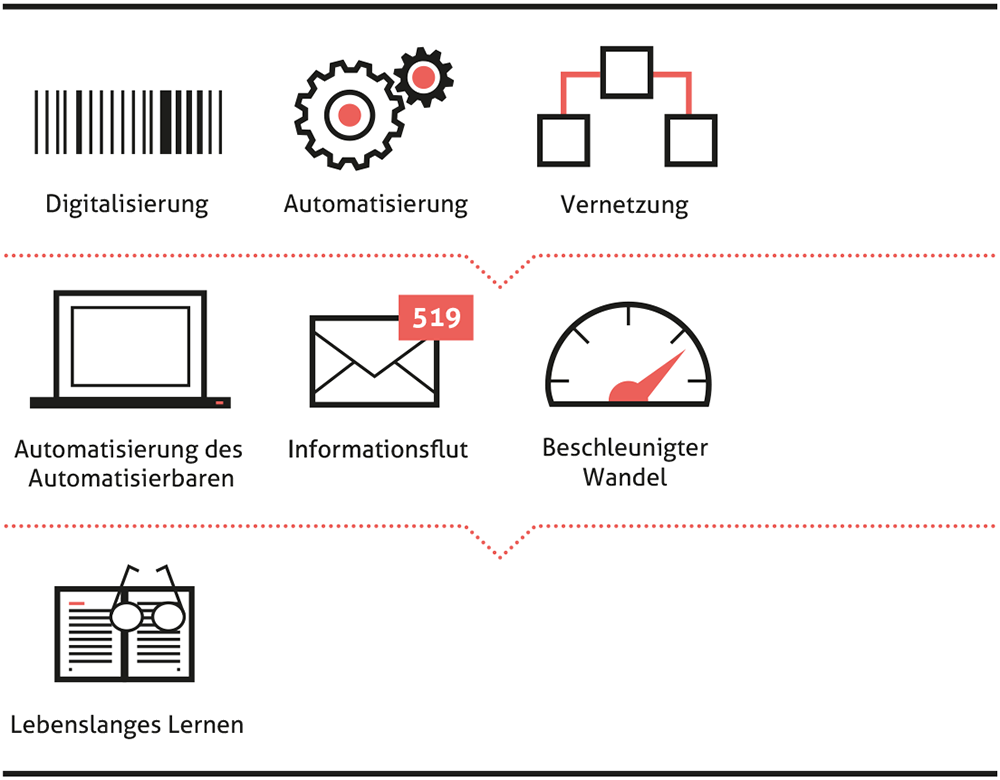 Digitalisierung
Automatisierung
Vernetzung
519
Automatisierung des
Automatisierbaren
Informationsflut
Beschleunigter
Wandel
Lebenslanges Lernen